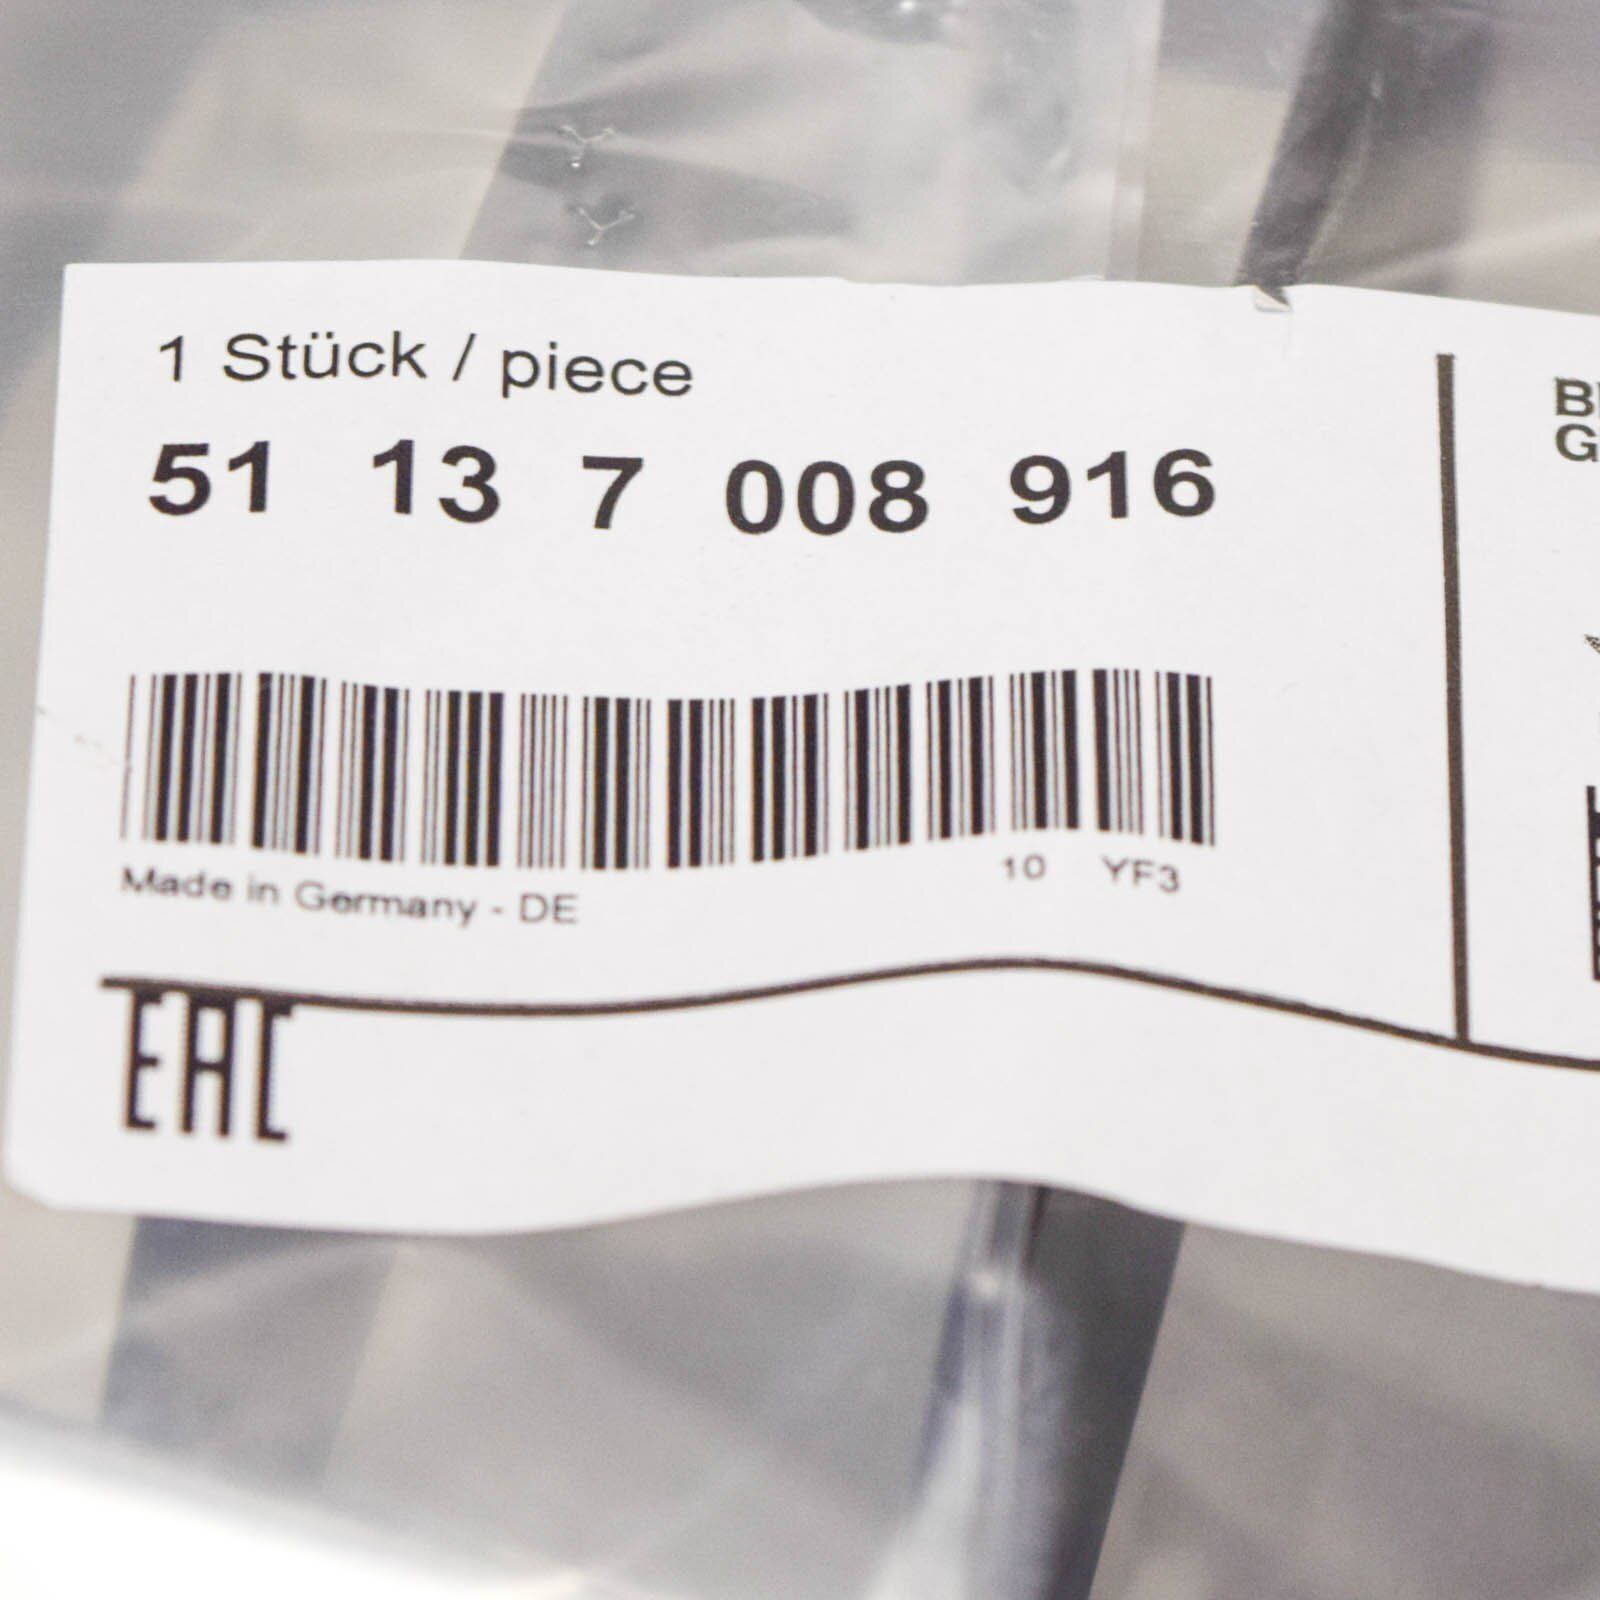 1 Stück / piece
51 13 7 008 916
Made in Germany - DE
10 YF3
EAC